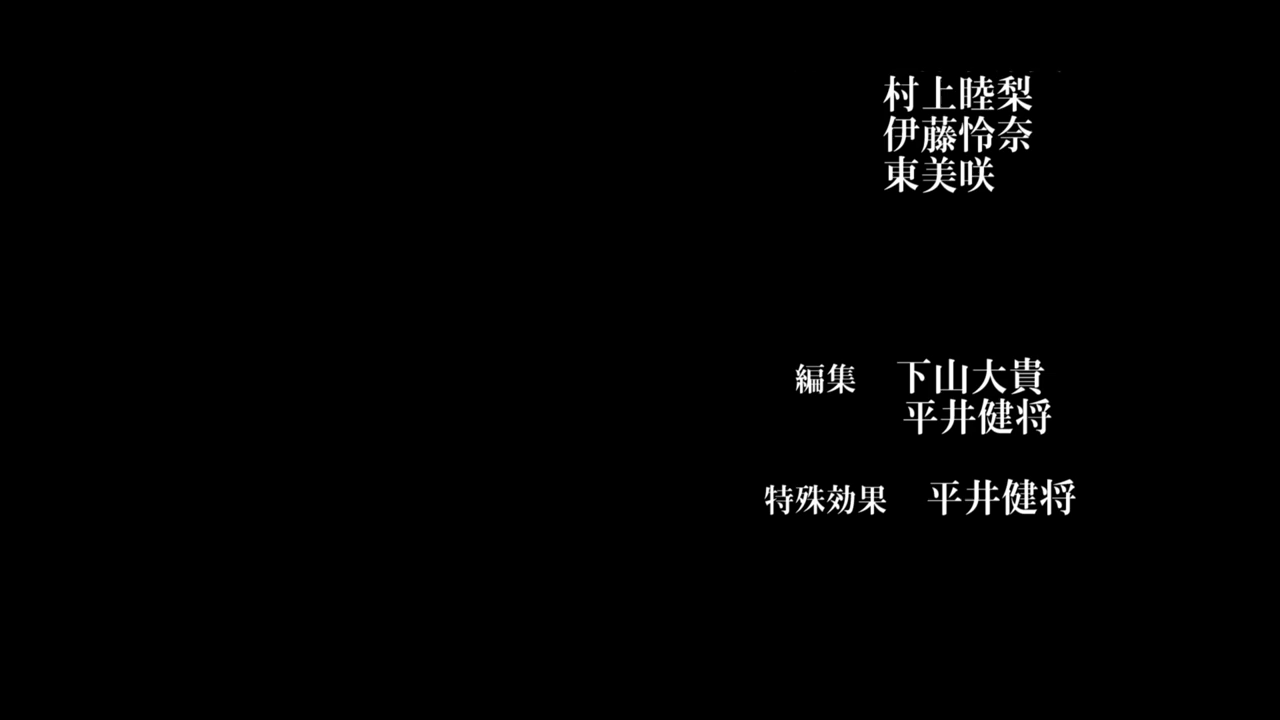 村上睦梨
伊藤怜奈
東美咲
編集　下山大貴
平井健将
特殊効果　平井健将